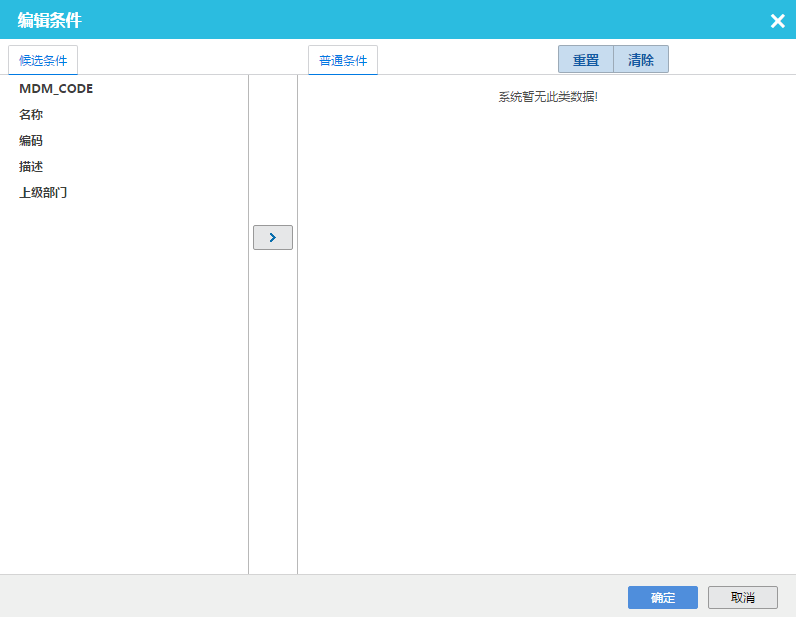 编辑条件
候选条件
普通条件
重置
清除
MDM_CODE
名称
编码
描述
上级部门
系统暂无此类数据!
确定
取消